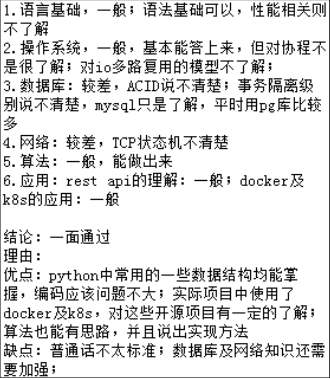 1.语言基础，一般；语法基础可以，性能相关则
不了解
2.操作系统，一般，基本能答上来，但对协程不
是很了解；对io多路复用的模型不了解；
3.数据库：较差，ACID说不清楚；事务隔离级
别说不清楚，mysql只是了解，平时用pg库比较
多
4.网络：较差，TCP状态机不清楚
5.算法：一般，能做出来
6.应用：rest api的理解：一般；docker及
k8s的应用：一般
结论：一面通过
理由：
优点：python中常用的一些数据结构均能掌
握，编码应该问题不大；实际项目中使用了
docker及k8s，对这些开源项目有一定的了解；
算法也能有思路，并且说出实现方法
缺点：普通话不太标准；数据库及网络知识还需
要加强；